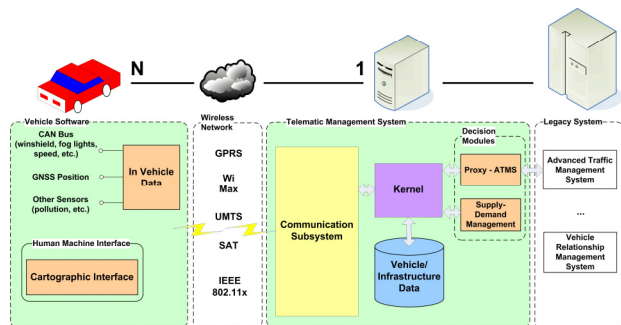 N
1
Vehicle Software
CAN Bus
(winshield, fog lights,
speed, etc.)
GNSS Position
Other Sensors
(pollution, etc.)
In Vehicle
Data
Human Machine Interface
Cartographic Interface
Wireless
Network
GPRS
Wi
Max
UMTS
SAT
IEEE
802.11x
Telematic Management System
Communication
Subsystem
Kernel
Vehicle/
Infrastructure
Data
Decision
Modules
Proxy - ATMS
Supply-
Demand
Management
Legacy System
Advanced Traffic
Management
System
...
Vehicle
Relationship
Management
System